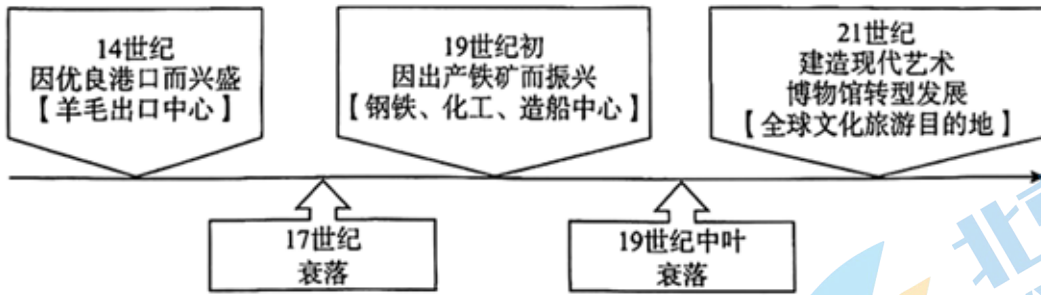 14世纪
因优良港口而兴盛
【羊毛出口中心】
19世纪初
因出产铁矿而振兴
【钢铁、化工、造船中心】
21世纪
建造现代艺术
博物馆转型发展
【全球文化旅游目的地】
17世纪
衰落
19世纪中叶
衰落
北